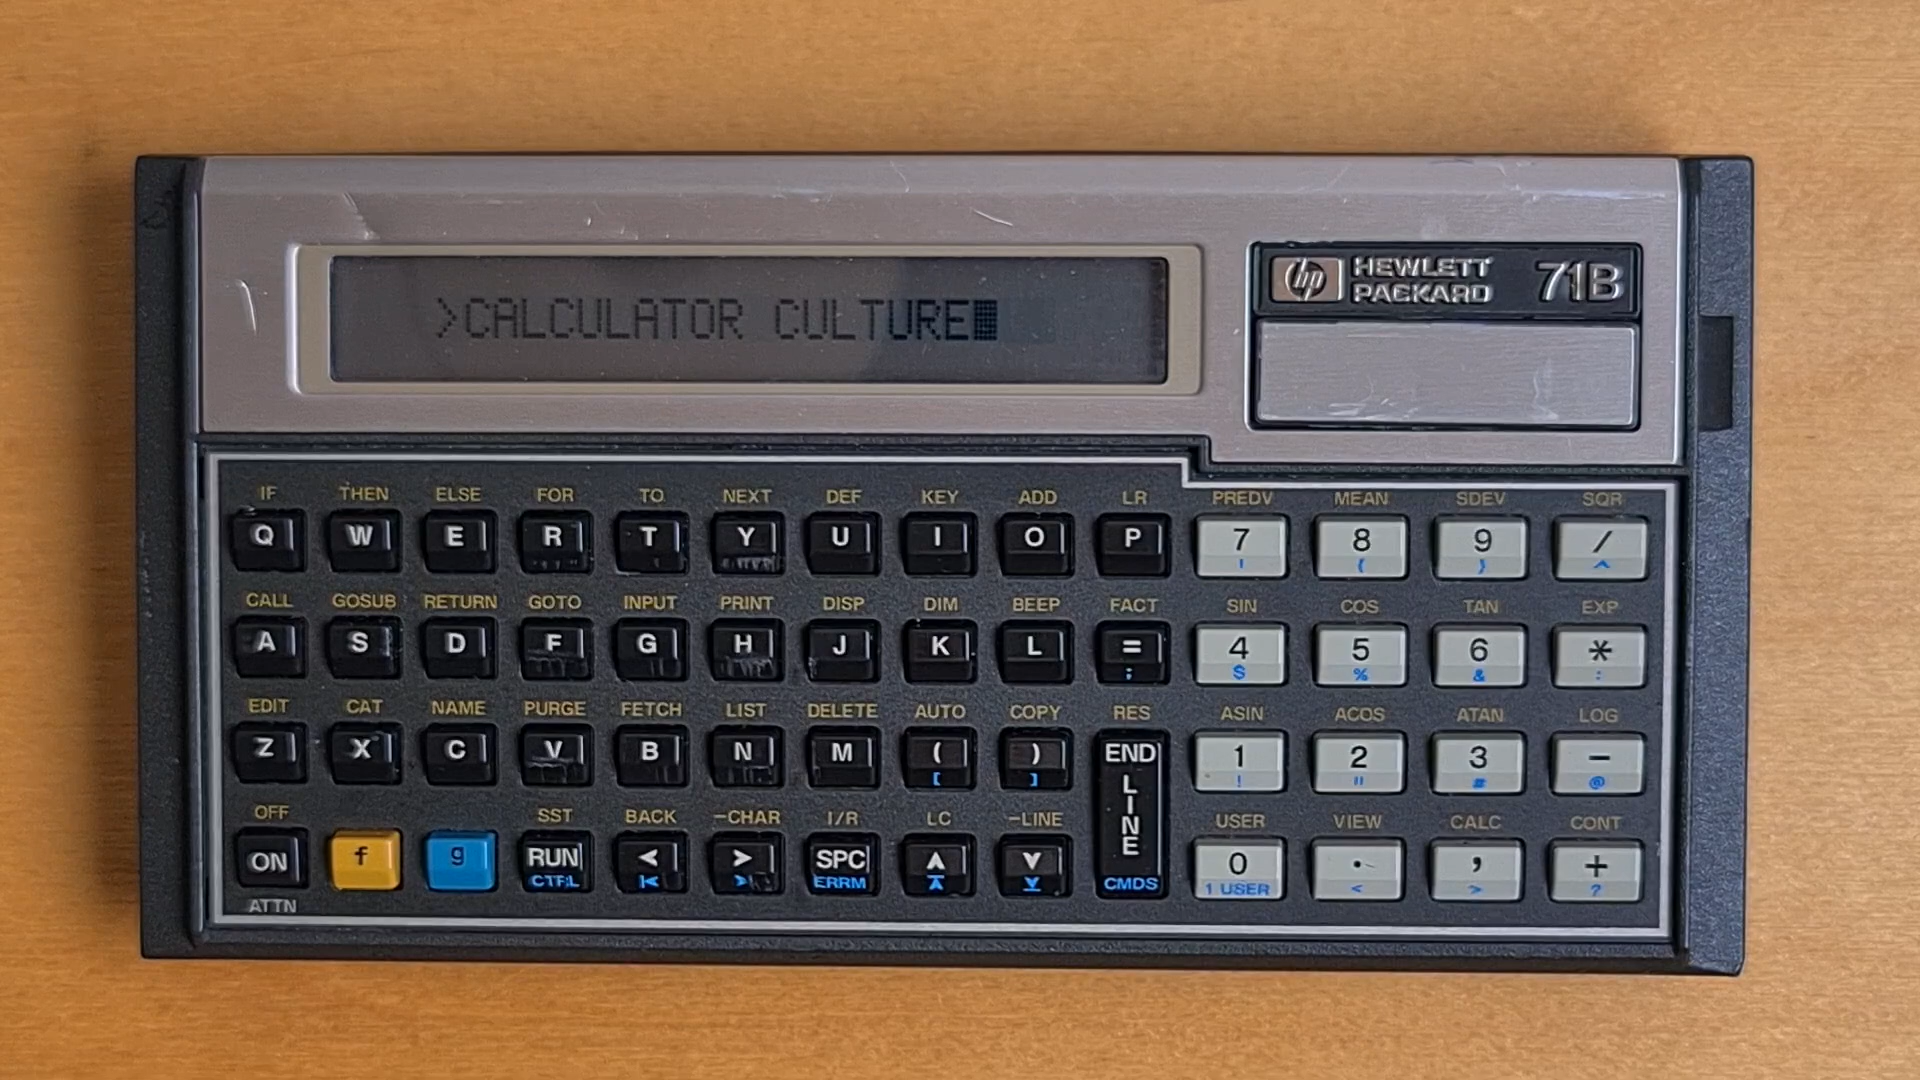 >CALCULATOR CULTURE
hp HEWLETT PACKARD 71B
IF THEN ELSE FOR TO NEXT DEF KEY ADD LR PREDV MEAN SDEV SQR
Q W E R T Y U I O P 7 8 9 /
^
CALL GOSUB RETURN GOTO INPUT PRINT DISP DIM BEEP FACT SIN COS TAN EXP
A S D F G H J K L = 4 5 6 *
; $ % & :
EDIT CAT NAME PURGE FETCH LIST DELETE AUTO COPY RES ASIN ACOS ATAN LOG
Z X C V B N M ( ) END LINE 1 2 3 -
[ ] ! " # @
OFF SST BACK -CHAR I/R LC -LINE USER VIEW CALC CONT
ON f g RUN < > SPC 0 . , +
CTRL ERRM CMDS 1 USER < > ?
ATTN